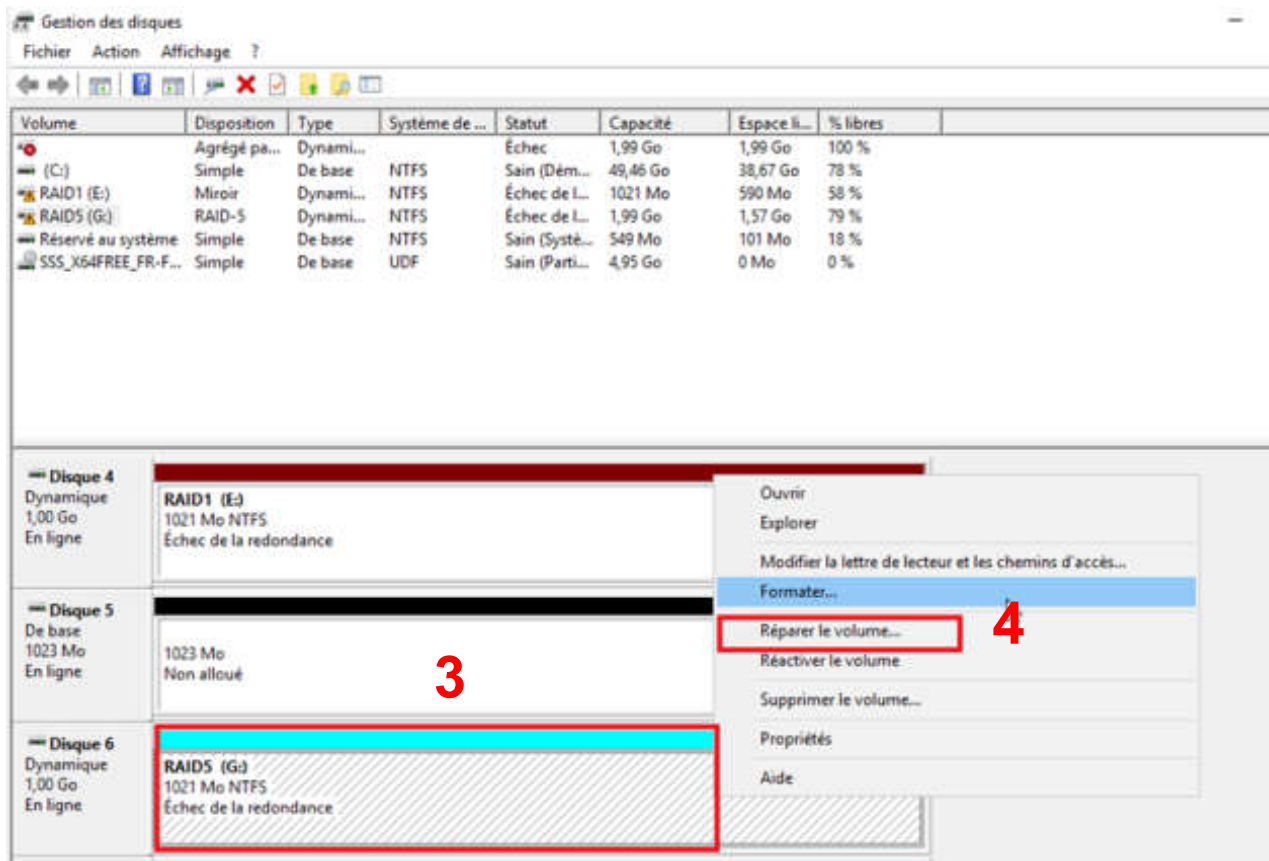 Gestion des disques
Fichier Action Affichage ?
Volume Disposition Type Système de ... Statut Capacité Espace li... % libres
Agrégé pa... Dynami... Échec 1,99 Go 1,99 Go 100 %
(C:) Simple De base NTFS Sain (Dém... 49,46 Go 38,67 Go 78 %
RAID1 (E:) Miroir Dynami... NTFS Échec de l... 1021 Mo 590 Mo 58 %
RAID5 (G:) RAID-5 Dynami... NTFS Échec de l... 1,99 Go 1,57 Go 79 %
Réservé au système Simple De base NTFS Sain (Systè... 549 Mo 101 Mo 18 %
SSS_X64FREE_FR-F... Simple De base UDF Sain (Parti... 4,95 Go 0 Mo 0 %
Disque 4
Dynamique
1,00 Go
En ligne
RAID1 (E:)
1021 Mo NTFS
Échec de la redondance
Disque 5
De base
1023 Mo
En ligne
1023 Mo
Non alloué
3
Disque 6
Dynamique
1,00 Go
En ligne
RAID5 (G:)
1021 Mo NTFS
Échec de la redondance
Ouvrir
Explorer
Modifier la lettre de lecteur et les chemins d'accès...
Formater...
Réparer le volume...
4
Réactiver le volume
Supprimer le volume...
Propriétés
Aide